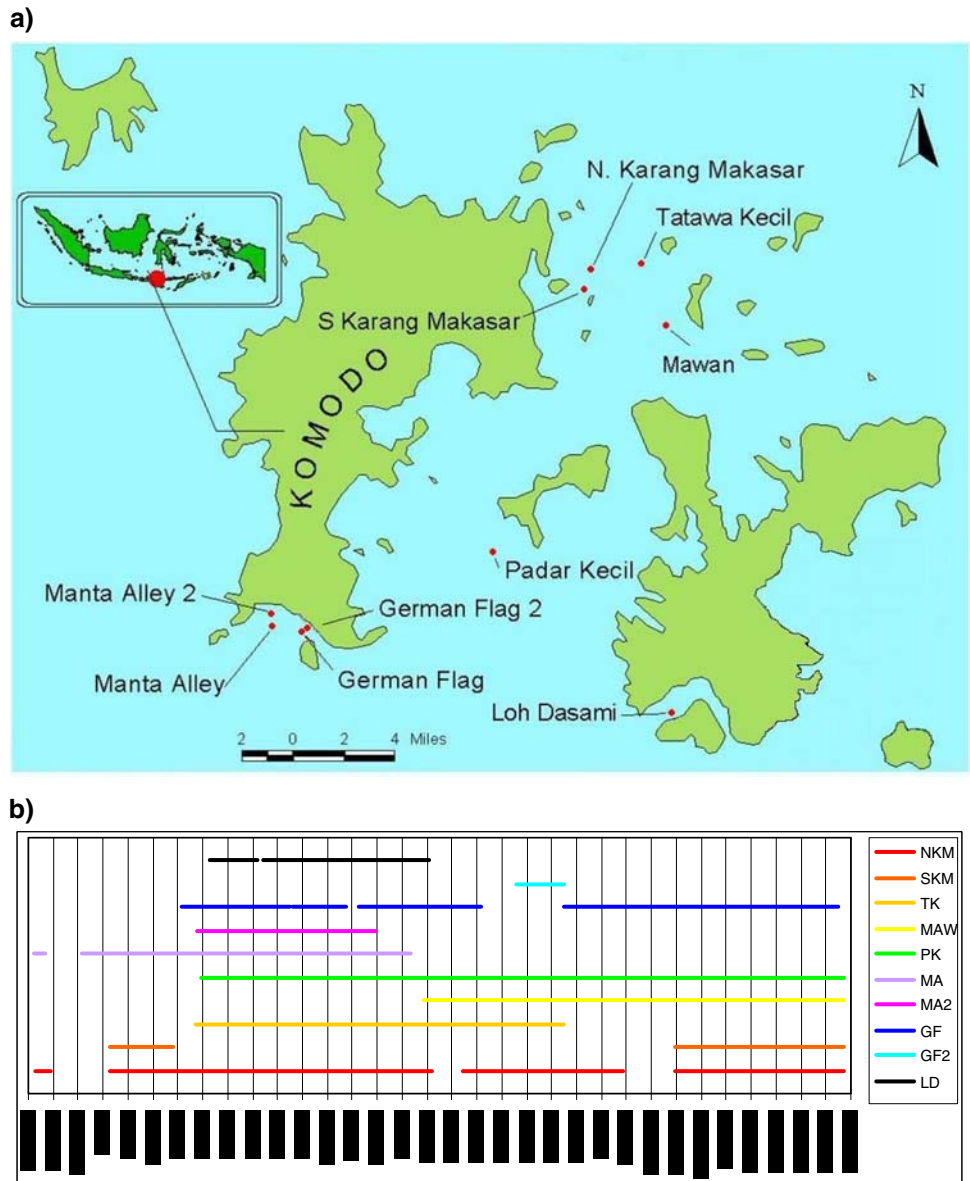 a)
N
N. Karang Makasar
Tatawa Kecil
S Karang Makasar
Mawan
KOMODO
Padar Kecil
Manta Alley 2
German Flag 2
Manta Alley
German Flag
Loh Dasami
2 0 2 4 Miles
b)
NKM
SKM
TK
MAW
PK
MA
MA2
GF
GF2
LD